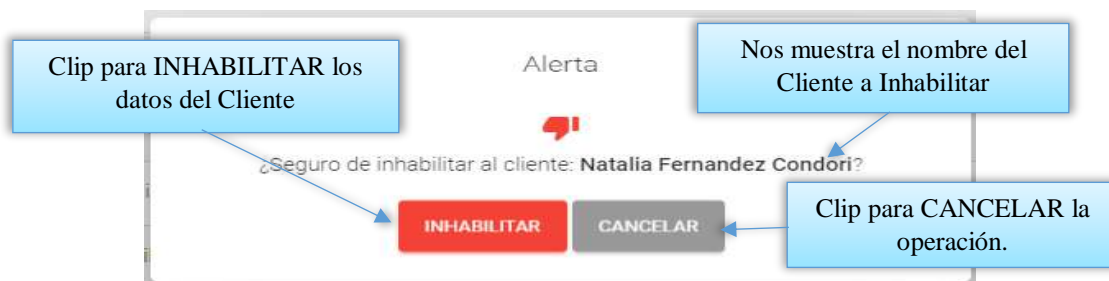 Clip para INHABILITAR los
datos del Cliente
Alerta
Nos muestra el nombre del
Cliente a Inhabilitar
¿Seguro de inhabilitar al cliente: Natalia Fernandez Condori?
INHABILITAR
CANCELAR
Clip para CANCELAR la
operación.